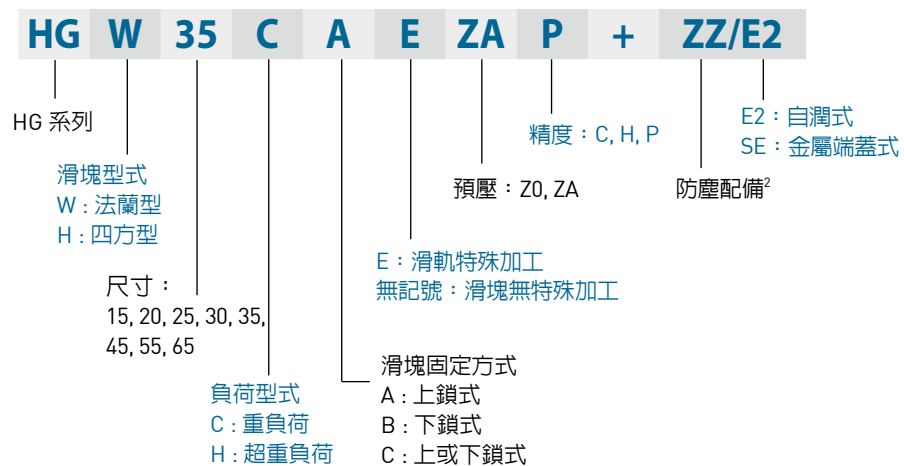 HG W 35 C A E ZA P + ZZ/E2
HG 系列
滑塊型式
W : 法蘭型
H : 四方型
尺寸：
15, 20, 25, 30, 35,
45, 55, 65
負荷型式
C : 重負荷
H : 超重負荷
滑塊固定方式
A : 上鎖式
B : 下鎖式
C : 上或下鎖式
E：滑軌特殊加工
無記號：滑塊無特殊加工
預壓：Z0, ZA
精度：C, H, P
防塵配備2
E2：自潤式
SE：金屬端蓋式